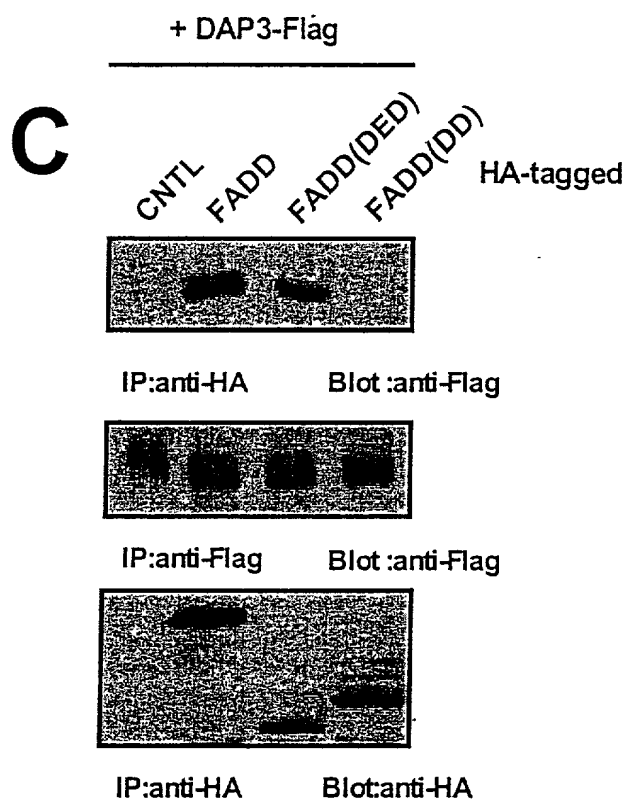 + DAP3-Flag
C
CNTL
FADD
FADD(DED)
FADD(DD)
HA-tagged
IP:anti-HA Blot :anti-Flag
IP:anti-Flag Blot :anti-Flag
IP:anti-HA Blot:anti-HA